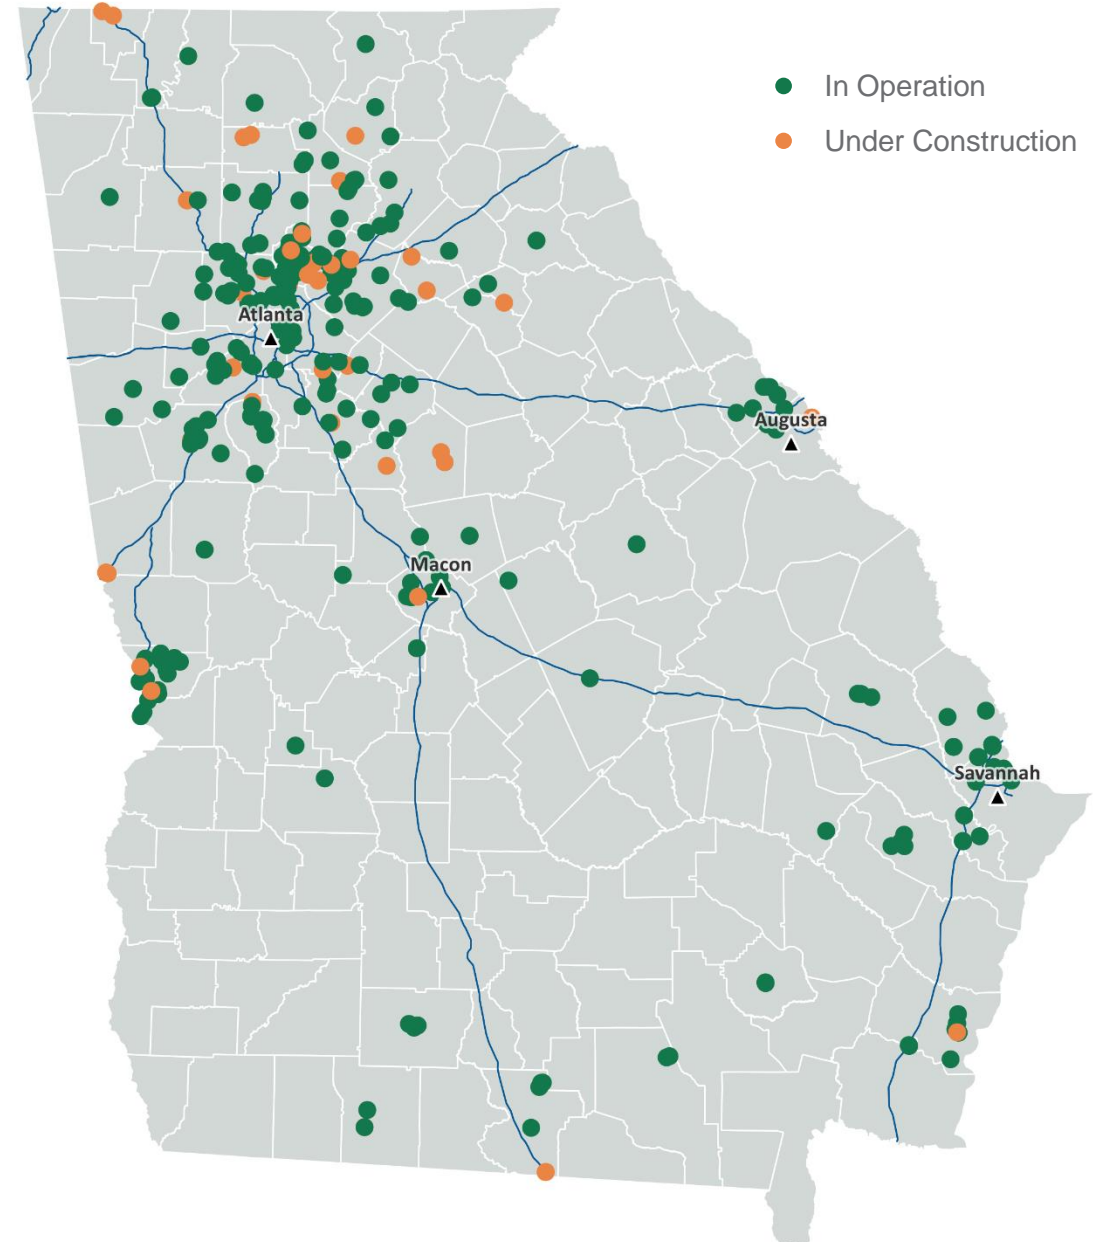 In Operation
Under Construction
Atlanta
Augusta
Macon
Savannah